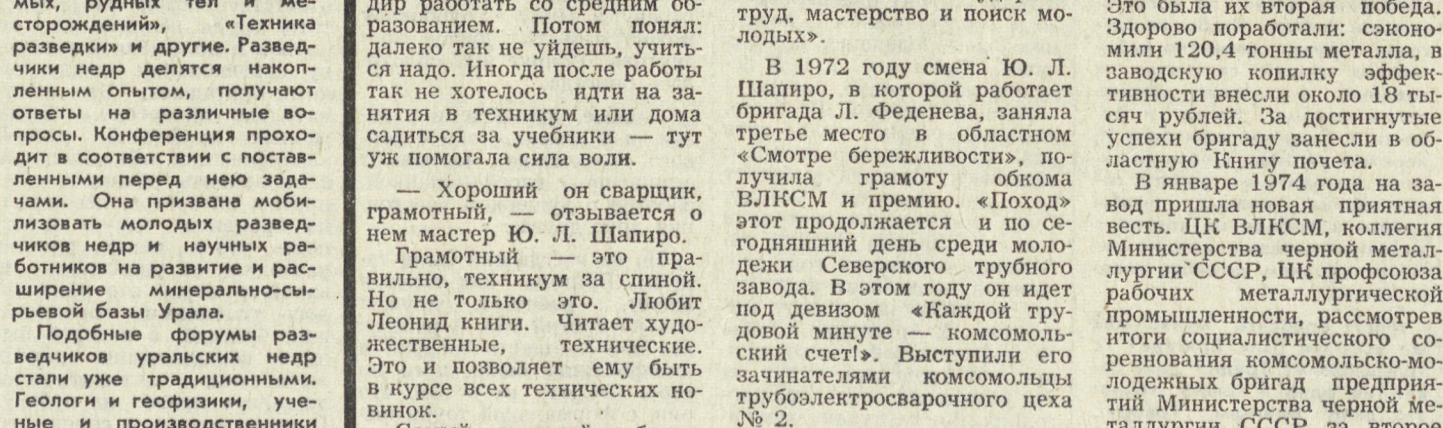 мых, рудных тел и ме-
сторождений», «Техника
разведки» и другие. Развед-
чики недр делятся накоп-
ленным опытом, получают
ответы на различные во-
просы. Конференция прохо-
дит в соответствии с постав-
ленными перед нею зада-
чами. Она призвана моби-
лизовать молодых развед-
чиков недр и научных ра-
ботников на развитие и рас-
ширение минерально-сы-
рьевой базы Урала.
Подобные форумы раз-
ведчиков уральских недр
стали уже традиционными.
Геологи и геофизики, уче-
ные и производственники
дир работать со средним об-
разованием. Потом понял:
далеко так не уйдешь, учить-
ся надо. Иногда после работы
так не хотелось идти на за-
нятия в техникум или дома
садиться за учебники — тут
уж помогала сила воли.
— Хороший он сварщик,
грамотный, — отзывается о
нем мастер Ю. Л. Шапиро.
Грамотный — это пра-
вильно, техникум за спиной.
Но не только это. Любит
Леонид книги. Читает худо-
жественные, технические.
Это и позволяет ему быть
в курсе всех технических но-
винок.
труд, мастерство и поиск мо-
лодых».
В 1972 году смена Ю. Л.
Шапиро, в которой работает
бригада Л. Феденева, заняла
третье место в областном
«Смотре бережливости», по-
лучила грамоту обкома
ВЛКСМ и премию. «Поход»
этот продолжается и по се-
годняшний день среди моло-
дежи Северского трубного
завода. В этом году он идет
под девизом «Каждой тру-
довой минуте — комсомоль-
ский счет!». Выступили его
зачинателями комсомольцы
трубоэлектросварочного цеха
№ 2.
Это была их вторая победа.
Здорово поработали: сэконо-
мили 120,4 тонны металла, в
заводскую копилку эффек-
тивности внесли около 18 ты-
сяч рублей. За достигнутые
успехи бригаду занесли в об-
ластную Книгу почета.
В январе 1974 года на за-
вод пришла новая приятная
весть. ЦК ВЛКСМ, коллегия
Министерства черной метал-
лургии СССР, ЦК профсоюза
рабочих металлургической
промышленности, рассмотрев
итоги социалистического со-
ревнования комсомольско-мо-
лодежных бригад предприя-
тий Министерства черной ме-
таллургии СССР за второе